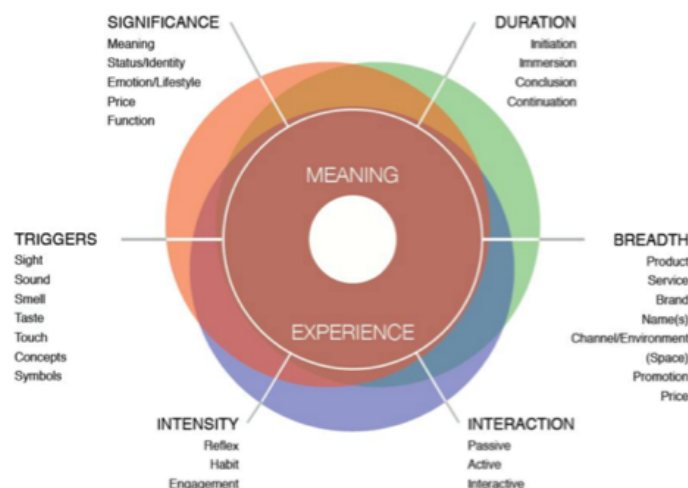 SIGNIFICANCE
Meaning
Status/Identity
Emotion/Lifestyle
Price
Function
DURATION
Initiation
Immersion
Conclusion
Continuation
MEANING
EXPERIENCE
TRIGGERS
Sight
Sound
Smell
Taste
Touch
Concepts
Symbols
BREADTH
Product
Service
Brand
Name(s)
Channel/Environment
(Space)
Promotion
Price
INTENSITY
Reflex
Habit
Engagement
INTERACTION
Passive
Active
Interactive